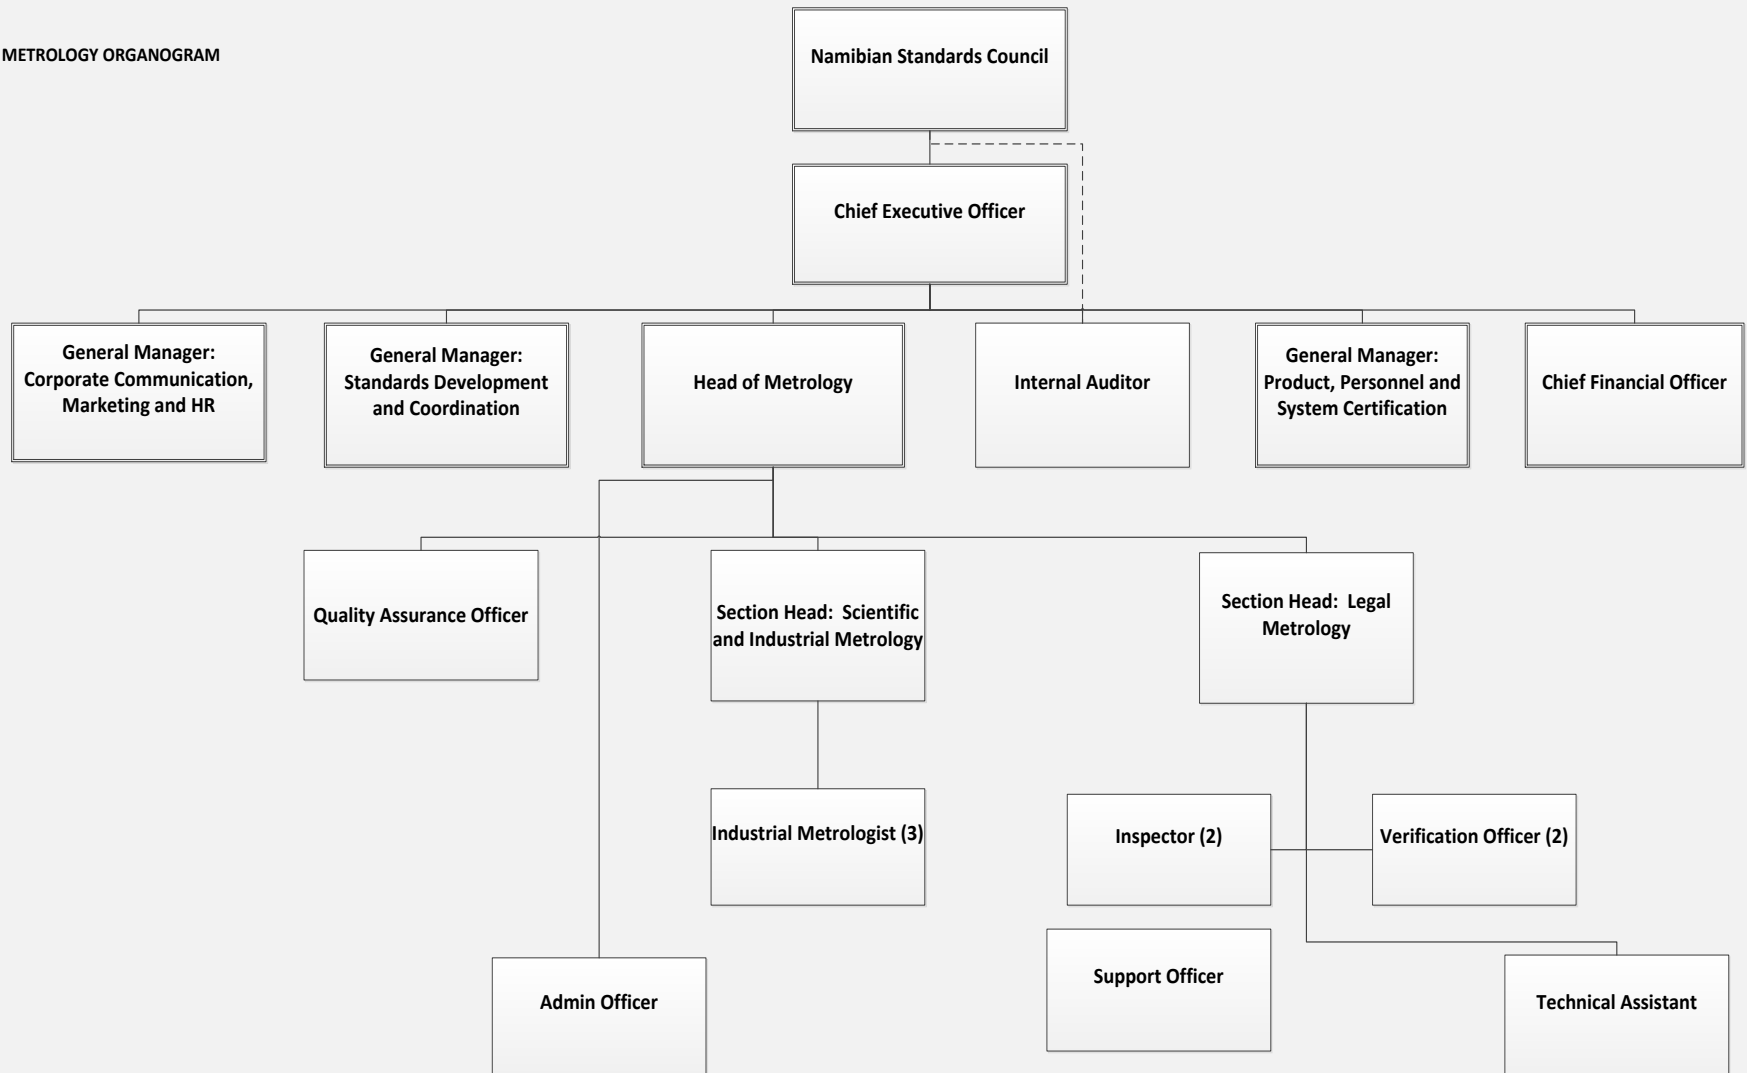 METROLOGY ORGANOGRAM
Namibian Standards Council
Chief Executive Officer
General Manager:
Corporate Communication,
Marketing and HR
General Manager:
Standards Development
and Coordination
Head of Metrology
Internal Auditor
General Manager:
Product, Personnel and
System Certification
Chief Financial Officer
Quality Assurance Officer
Section Head:  Scientific
and Industrial Metrology
Section Head:  Legal
Metrology
Industrial Metrologist (3)
Inspector (2)
Verification Officer (2)
Support Officer
Admin Officer
Technical Assistant